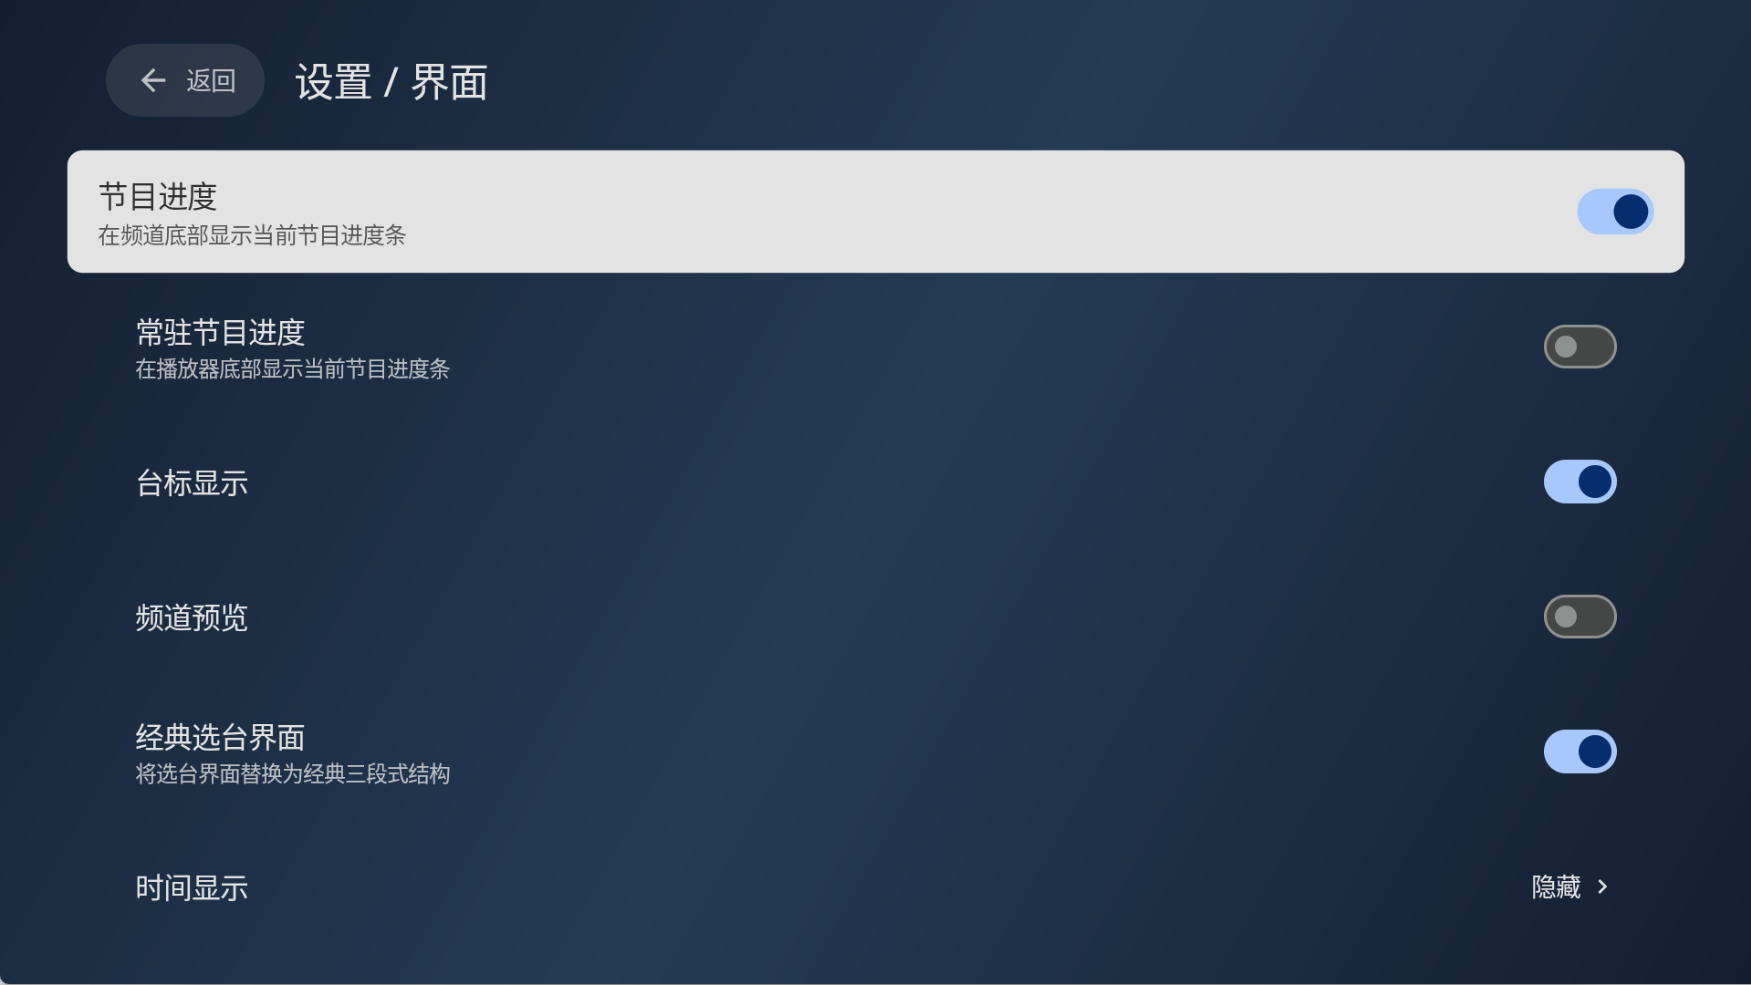 返回
设置 / 界面
节目进度
在频道底部显示当前节目进度条
常驻节目进度
在播放器底部显示当前节目进度条
台标显示
频道预览
经典选台界面
将选台界面替换为经典三段式结构
时间显示
隐藏